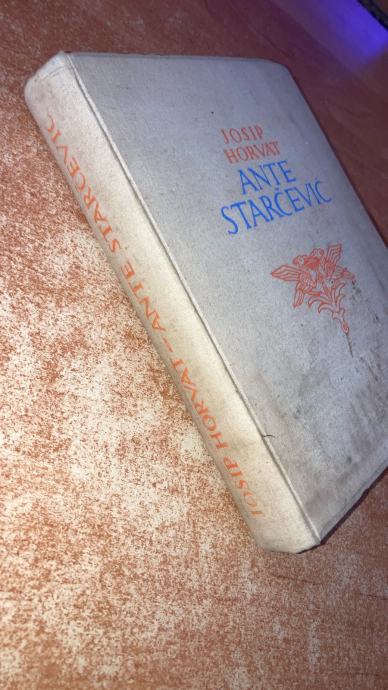 JOSIP
HORVAT
ANTE
STARČEVIĆ
JOSIP HORVAT — ANTE STARČEVIĆ